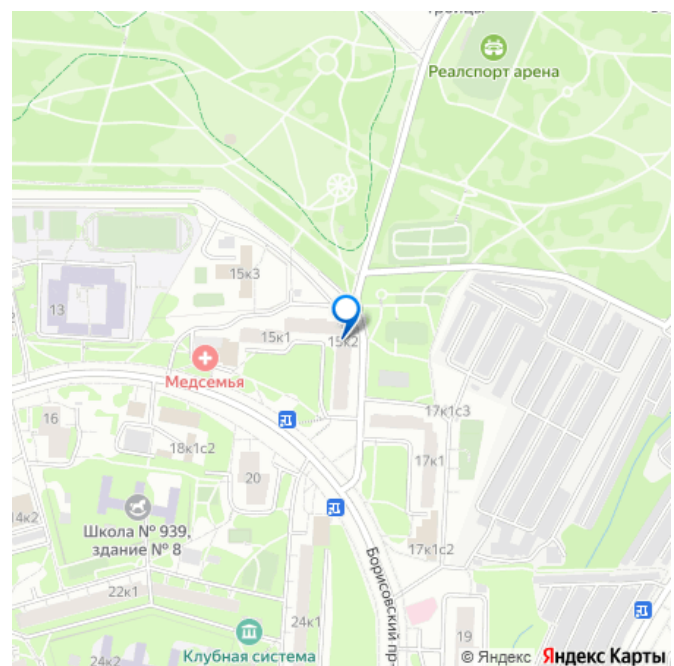 Троицы
Реалспорт арена
15к3
13
15к1
15к2
Медсемья
16
18к1с2
17к1с3
17к1
20
14к2
Школа № 939,
здание № 8
17к1с2
22к1
Борисовский пр-
24к1
19
24к2
Клубная система
© Яндекс Яндекс Карты